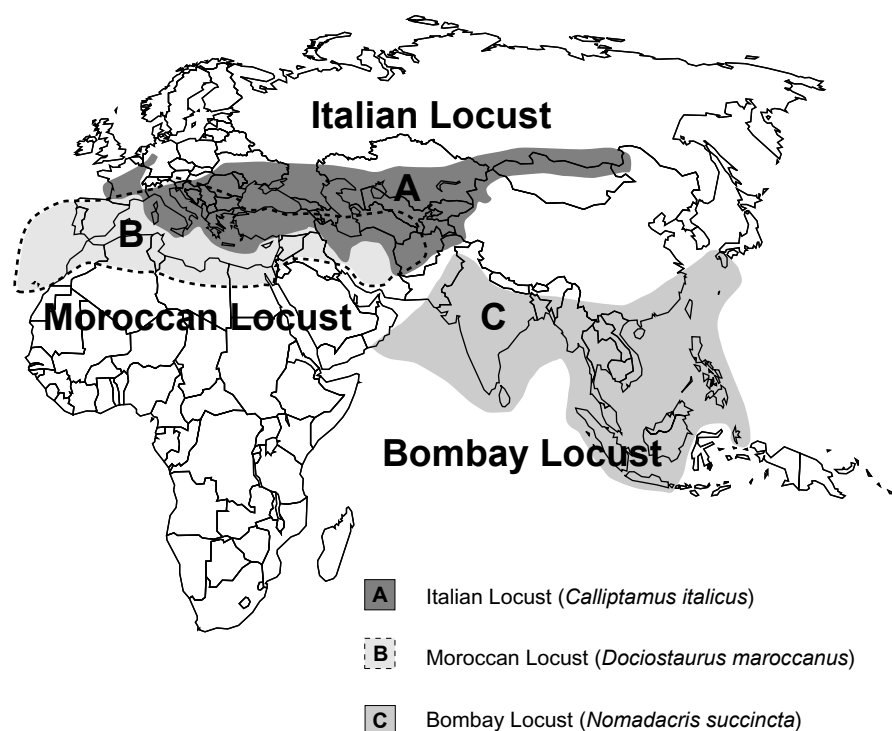 Italian Locust
A
B
Moroccan Locust
C
Bombay Locust
A Italian Locust (Calliptamus italicus)
B Moroccan Locust (Dociostaurus maroccanus)
C Bombay Locust (Nomadacris succincta)